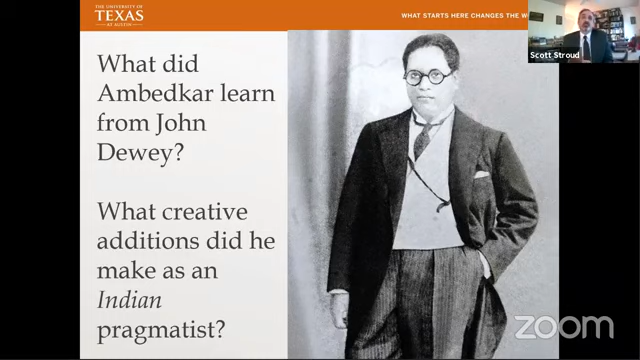 THE UNIVERSITY OF
TEXAS
AT AUSTIN
WHAT STARTS HERE CHANGES THE
Scott Stroud
What did
Ambedkar learn
from John
Dewey?
What creative
additions did he
make as an
Indian
pragmatist?
zoom